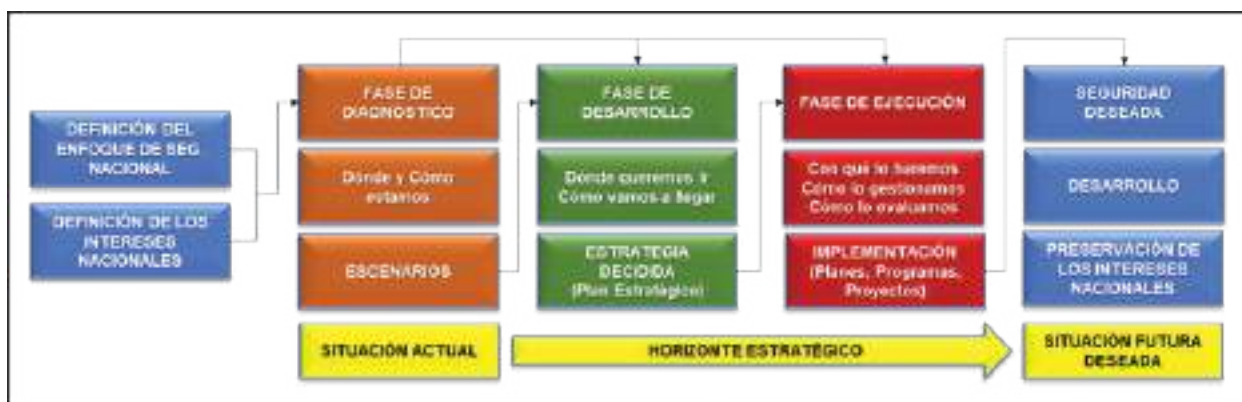 DEFINICIÓN DEL
ENFOQUE DE SEG
NACIONAL
DEFINICIÓN DE LOS
INTERESES
NACIONALES
FASE DE
DIAGNÓSTICO
Dónde y Cómo
estamos
ESCENARIOS
SITUACIÓN ACTUAL
FASE DE
DESARROLLO
Dónde queremos ir
Cómo vamos a llegar
ESTRATEGIA
DECIDIDA
(Plan Estratégico)
FASE DE EJECUCIÓN
Con qué lo haremos
Cómo lo gestionamos
Cómo lo evaluamos
IMPLEMENTACIÓN
(Planes, Programas,
Proyectos)
HORIZONTE ESTRATÉGICO
SEGURIDAD
DESEADA
DESARROLLO
PRESERVACIÓN DE
LOS INTERESES
NACIONALES
SITUACIÓN FUTURA
DESEADA